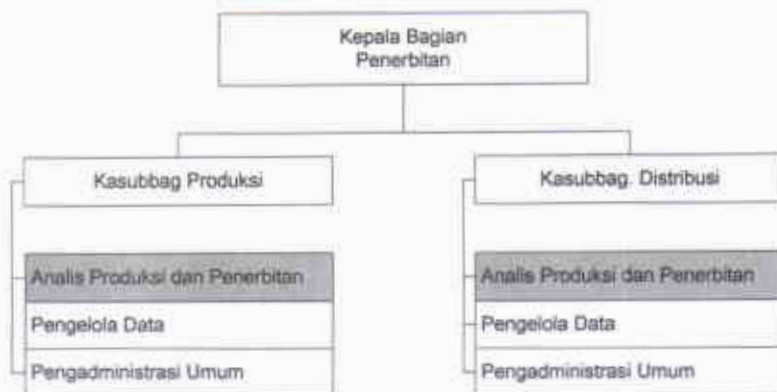 Kepala Bagian
Penerbitan
Kasubbag Produksi
Kasubbag. Distribusi
Analis Produksi dan Penerbitan
Pengelola Data
Pengadministrasi Umum
Analis Produksi dan Penerbitan
Pengelola Data
Pengadministrasi Umum